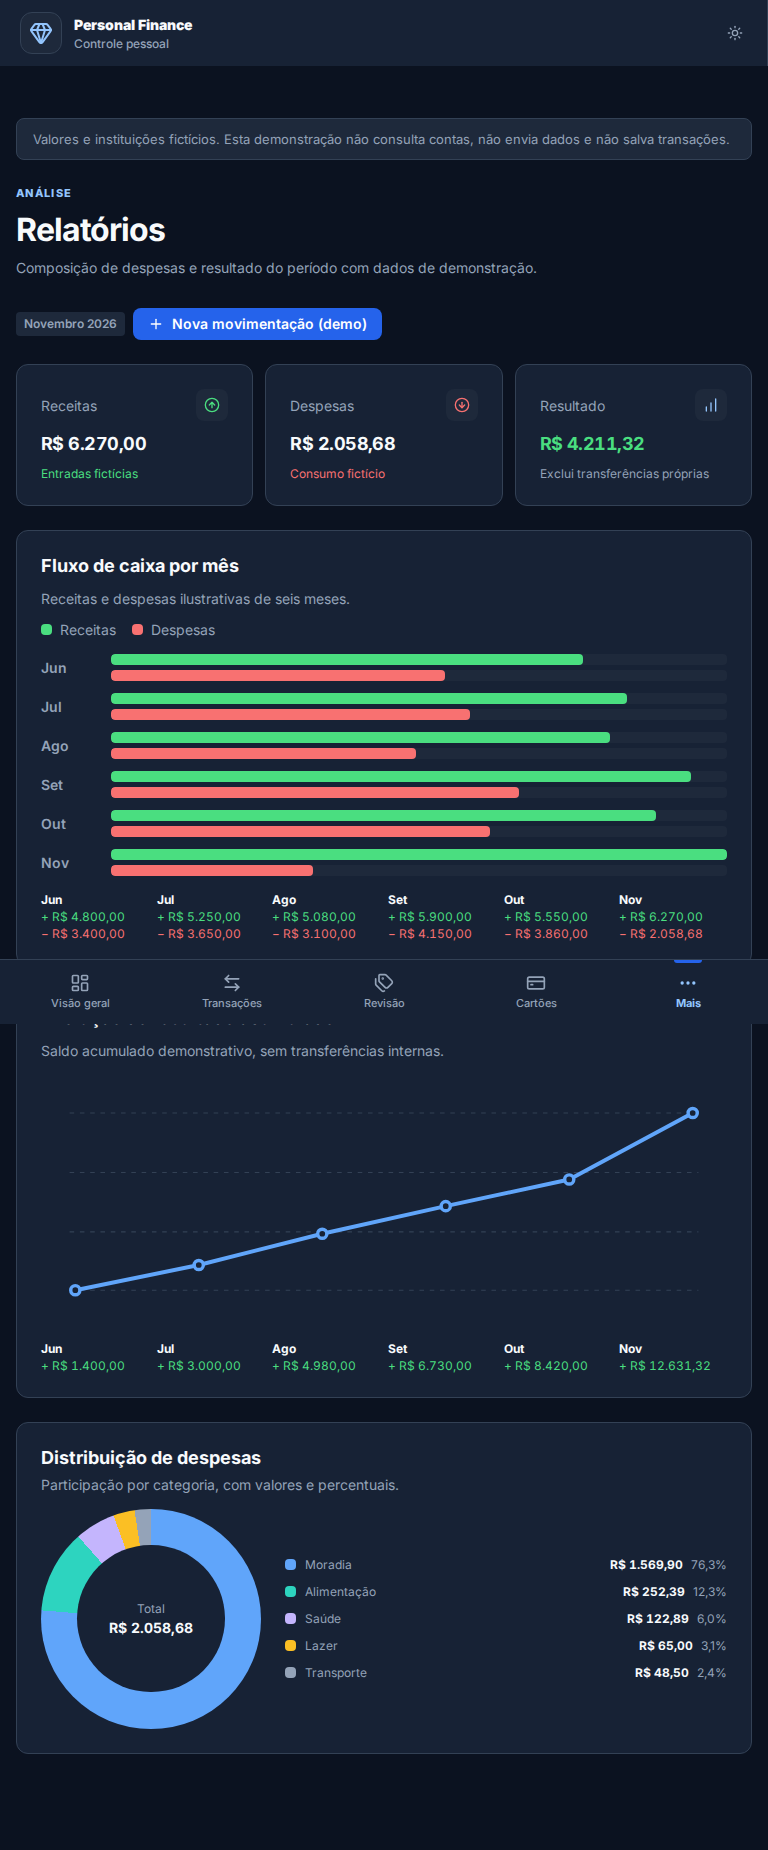 Personal Finance
Controle pessoal
Valores e instituições fictícios. Esta demonstração não consulta contas, não envia dados e não salva transações.
ANÁLISE
Relatórios
Composição de despesas e resultado do período com dados de demonstração.
Novembro 2026
Nova movimentação (demo)
Receitas
R$ 6.270,00
Entradas fictícias
Despesas
R$ 2.058,68
Consumo fictício
Resultado
R$ 4.211,32
Exclui transferências próprias
Fluxo de caixa por mês
Receitas e despesas ilustrativas de seis meses.
Receitas Despesas
Jun
Jul
Ago
Set
Out
Nov
Jun Jul Ago Set Out Nov
+ R$ 4.800,00 + R$ 5.250,00 + R$ 5.080,00 + R$ 5.900,00 + R$ 5.550,00 + R$ 6.270,00
− R$ 3.400,00 − R$ 3.650,00 − R$ 3.100,00 − R$ 4.150,00 − R$ 3.860,00 − R$ 2.058,68
Visão geral Transações Revisão Cartões Mais
Saldo acumulado demonstrativo, sem transferências internas.
Jun Jul Ago Set Out Nov
+ R$ 1.400,00 + R$ 3.000,00 + R$ 4.980,00 + R$ 6.730,00 + R$ 8.420,00 + R$ 12.631,32
Distribuição de despesas
Participação por categoria, com valores e percentuais.
Total
R$ 2.058,68
Moradia R$ 1.569,90 76,3%
Alimentação R$ 252,39 12,3%
Saúde R$ 122,89 6,0%
Lazer R$ 65,00 3,1%
Transporte R$ 48,50 2,4%